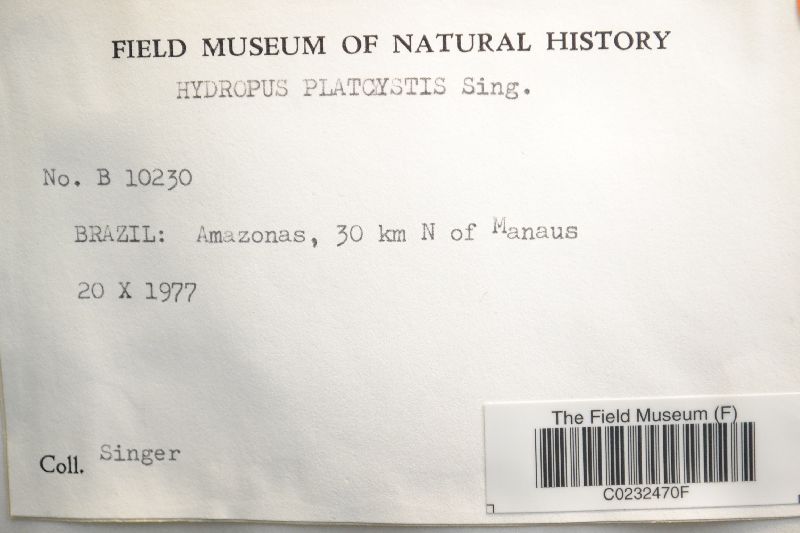 FIELD MUSEUM OF NATURAL HISTORY
HYDROPUS PLATCYSTIS Sing.
No. B 10230
BRAZIL: Amazonas, 30 km N of Manaus
20 X 1977
Coll. Singer
The Field Museum (F)
C0232470F